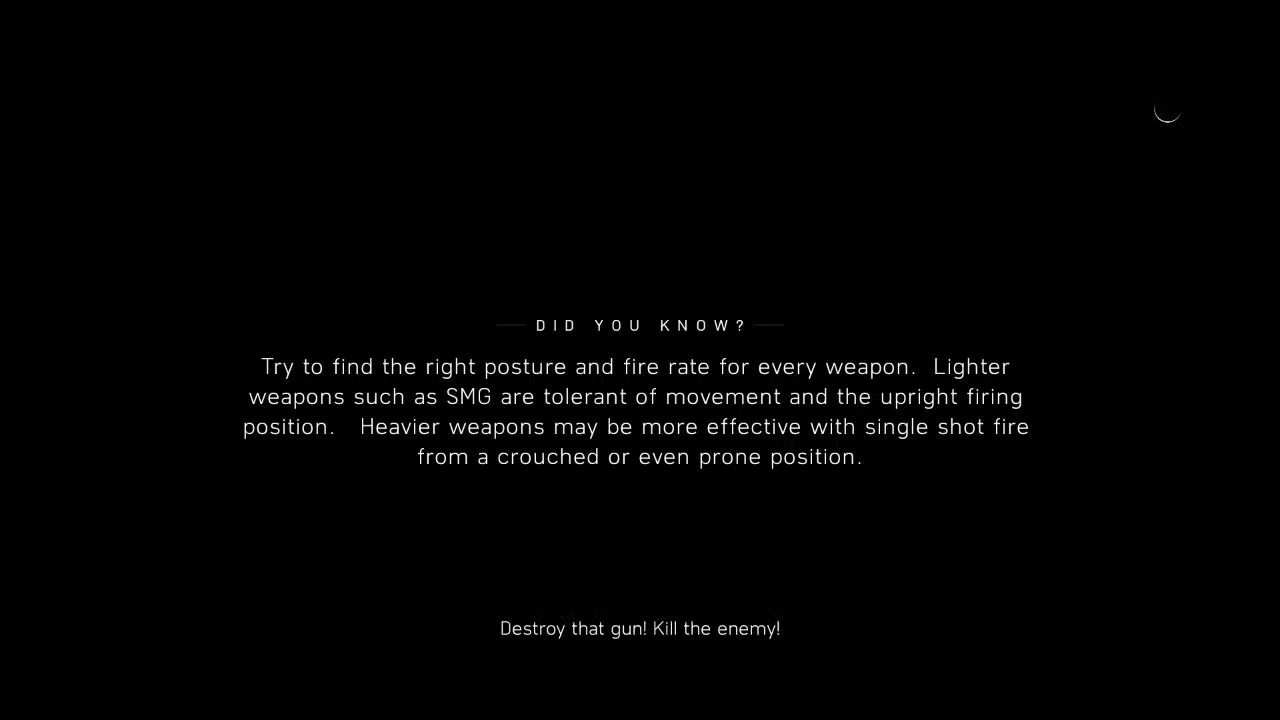 DID YOU KNOW?
Try to find the right posture and fire rate for every weapon.  Lighter
weapons such as SMG are tolerant of movement and the upright firing
position.   Heavier weapons may be more effective with single shot fire
from a crouched or even prone position.
Destroy that gun! Kill the enemy!